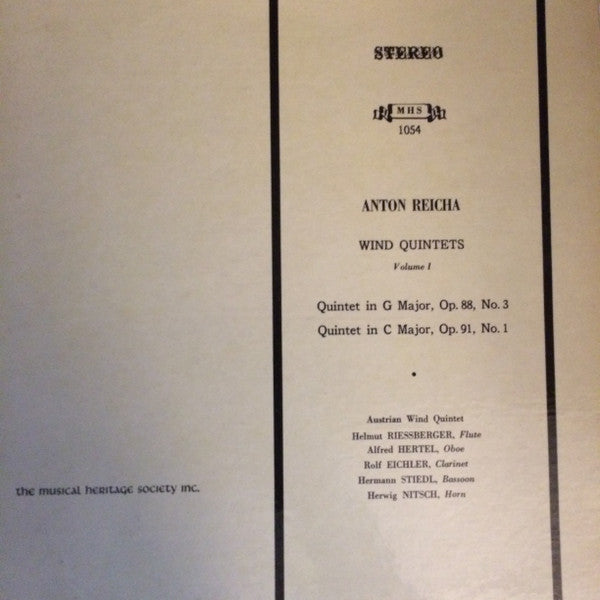 STEREO
MHS
1054
ANTON REICHA
WIND QUINTETS
Volume I
Quintet in G Major, Op. 88, No. 3
Quintet in C Major, Op. 91, No. 1
•
Austrian Wind Quintet
Helmut RIESSBERGER, Flute
Alfred HERTEL, Oboe
Rolf EICHLER, Clarinet
Hermann STIEDL, Bassoon
Herwig NITSCH, Horn
the musical heritage society inc.